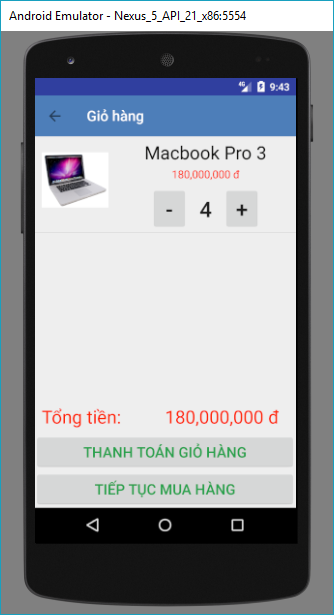 Android Emulator - Nexus_5_API_21_x86:5554
4G 9:43
Giỏ hàng
Macbook Pro 3
180,000,000 đ
- 4 +
Tổng tiền: 180,000,000 đ
THANH TOÁN GIỎ HÀNG
TIẾP TỤC MUA HÀNG